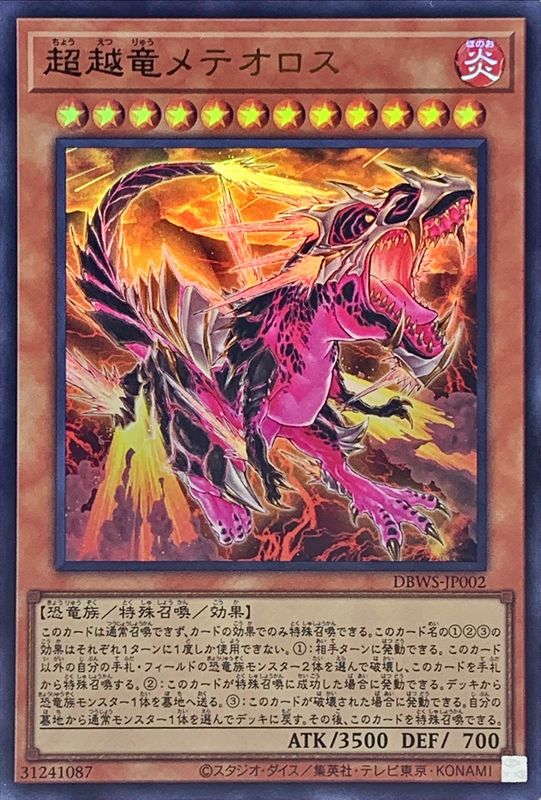 超越竜メテオロス
ちょう えつ りゅう
炎
ほのお
DBWS-JP002
【恐竜族／特殊召喚／効果】
このカードは通常召喚できず、カードの効果でのみ特殊召喚できる。このカード名の①②③の
効果はそれぞれ1ターンに1度しか使用できない。①：相手ターンに発動できる。このカード
以外の自分の手札・フィールドの恐竜族モンスター2体を選んで破壊し、このカードを手札
から特殊召喚する。②：このカードが特殊召喚に成功した場合に発動できる。デッキから
恐竜族モンスター1体を墓地へ送る。③：このカードが破壊された場合に発動できる。自分の
墓地から通常モンスター1体を選んでデッキに戻す。その後、このカードを特殊召喚できる。
ATK/3500 DEF/ 700
31241087
©スタジオ・ダイス／集英社・テレビ東京・KONAMI